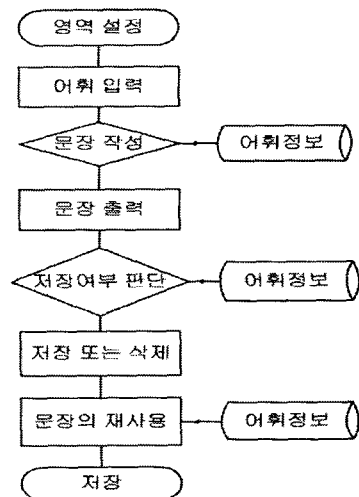 영역 설정
어휘 입력
문장 작성
어휘정보
문장 출력
저장여부 판단
어휘정보
저장 또는 삭제
문장의 재사용
어휘정보
저장